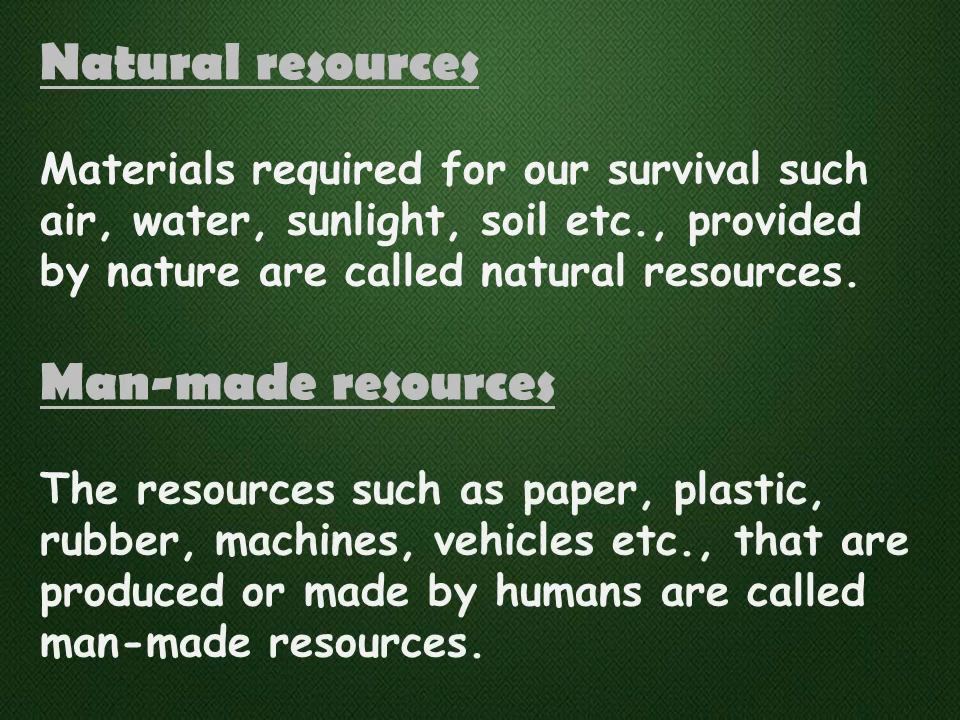 Natural resources
Materials required for our survival such
air, water, sunlight, soil etc., provided
by nature are called natural resources.
Man-made resources
The resources such as paper, plastic,
rubber, machines, vehicles etc., that are
produced or made by humans are called
man-made resources.